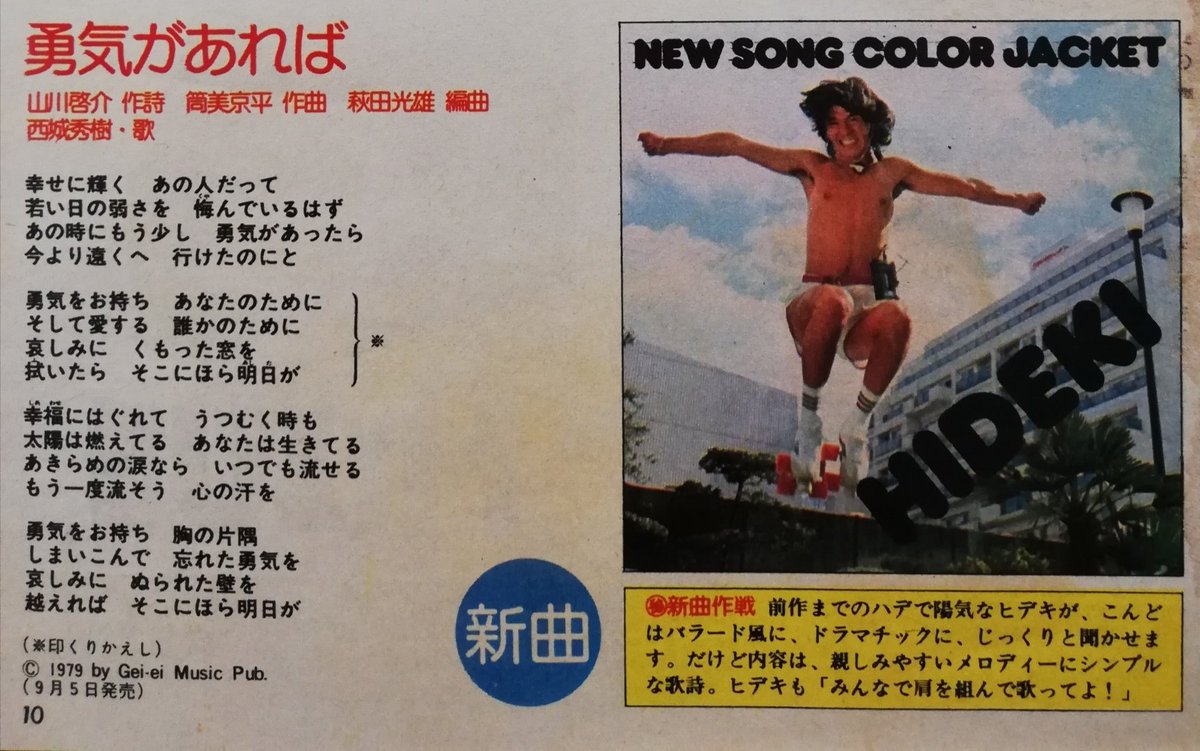 勇気があれば
山川啓介 作詩　筒美京平 作曲　萩田光雄 編曲
西城秀樹・歌
幸せに輝く　あの人だって
若い日の弱さを　悔んでいるはず
あの時にもう少し　勇気があったら
今より遠くへ　行けたのにと
勇気をお持ち　あなたのために
そして愛する　誰かのために
哀しみに　くもった窓を
拭いたら　そこにほら明日が
※
幸福にはぐれて　うつむく時も
太陽は燃えてる　あなたは生きてる
あきらめの涙なら　いつでも流せる
もう一度流そう　心の汗を
勇気をお持ち　胸の片隅
しまいこんで　忘れた勇気を
哀しみに　ぬられた壁を
越えれば　そこにほら明日が
(※印くりかえし)
© 1979 by Gei-ei Music Pub.
(9月5日発売)
10
新曲
NEW SONG COLOR JACKET
HIDEKI
㊙新曲作戦 前作までのハデで陽気なヒデキが、こんど
はバラード風に、ドラマチックに、じっくりと聞かせま
す。だけど内容は、親しみやすいメロディーにシンプル
な歌詩。ヒデキも「みんなで肩を組んで歌ってよ！」